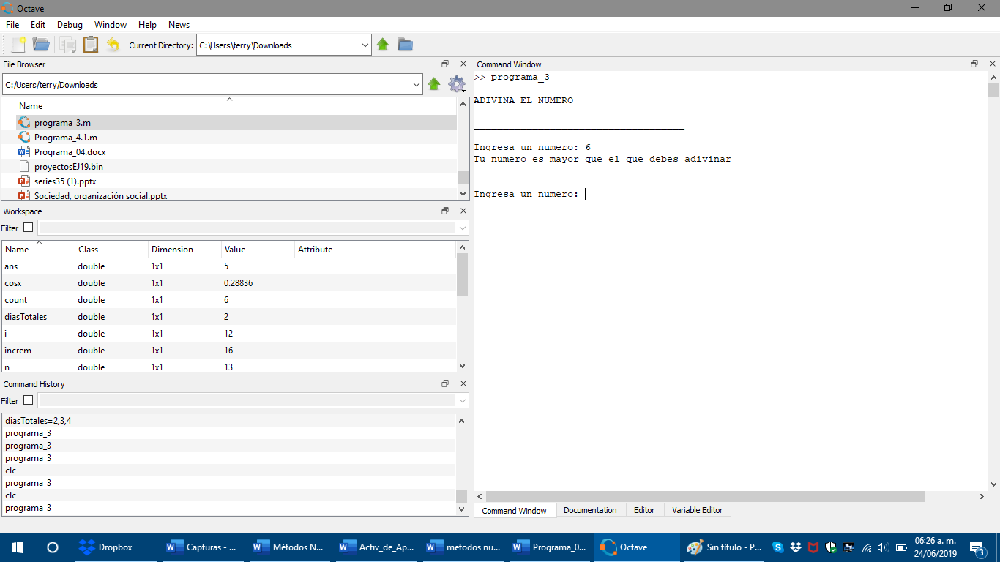 Octave
File Edit Debug Window Help News
Current Directory: C:\Users\terry\Downloads
File Browser
C:/Users/terry/Downloads
Name
programa_3.m
Programa_4.1.m
Programa_04.docx
proyectosEJ19.bin
series35 (1).pptx
Sociedad, organización social.pptx
Workspace
Filter
Name Class Dimension Value Attribute
ans double 1x1 5
cosx double 1x1 0.28836
count double 1x1 6
diasTotales double 1x1 2
i double 1x1 12
increm double 1x1 16
n double 1x1 13
Command History
Filter
diasTotales=2,3,4
programa_3
programa_3
programa_3
clc
programa_3
clc
programa_3
Command Window
>> programa_3
ADIVINA EL NUMERO
Ingresa un numero: 6
Tu numero es mayor que el que debes adivinar
Ingresa un numero:
Command Window Documentation Editor Variable Editor
Dropbox Capturas - ... Métodos N... Activ_de_Ap... metodos nu... Programa_0... Octave Sin título - P...
06:26 a. m.
24/06/2019
3